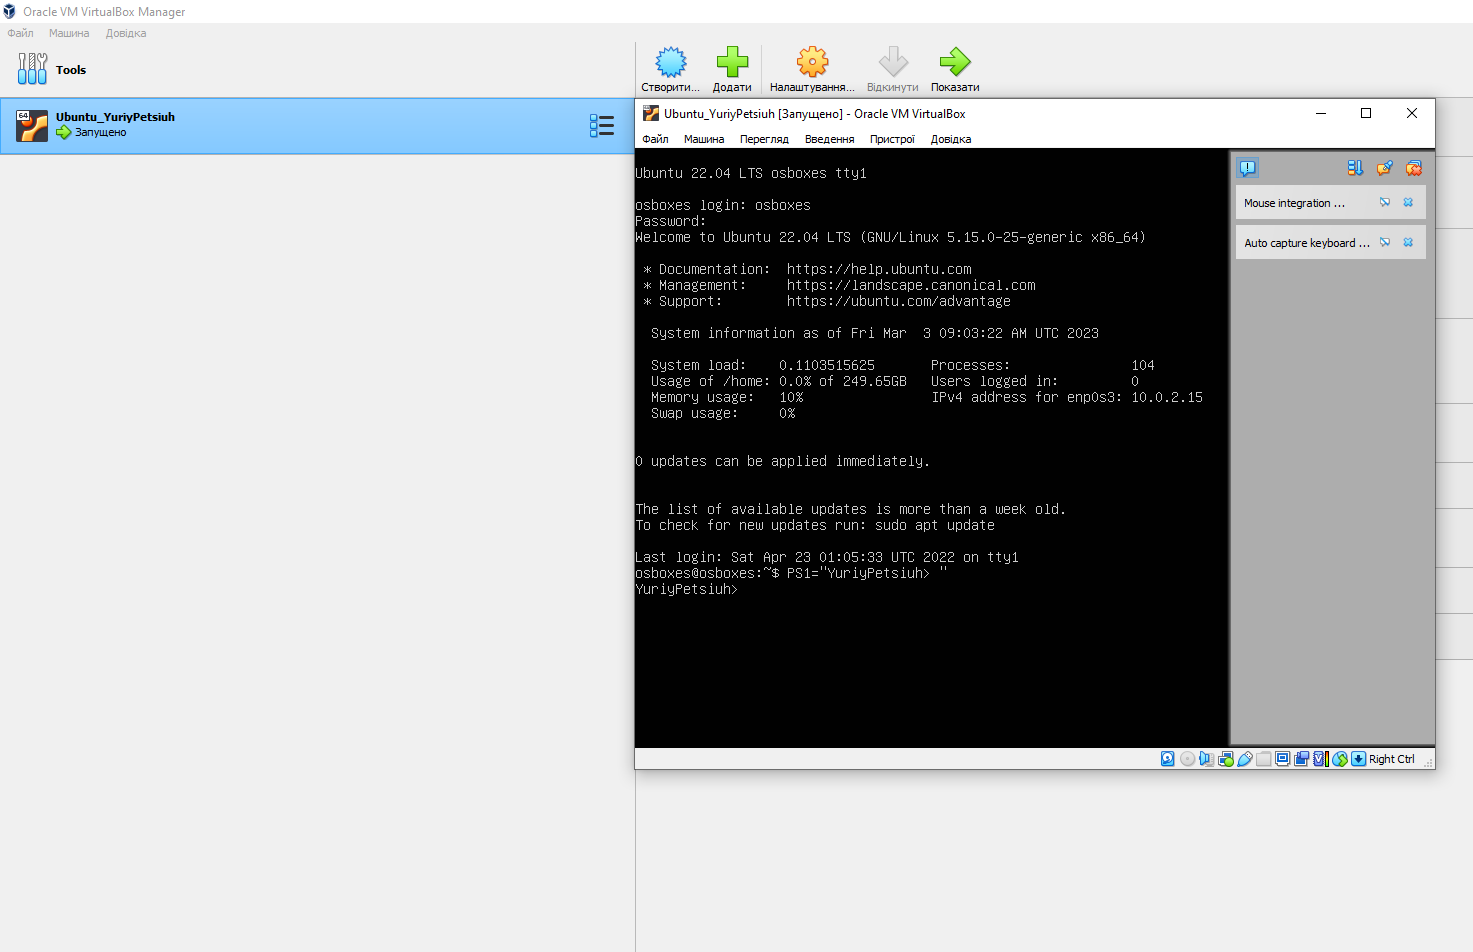 Oracle VM VirtualBox Manager
Файл Машина Довідка
Tools
Створити... Додати Налаштування... Відкинути Показати
64
Ubuntu_YuriyPetsiuh
Запущено
Ubuntu_YuriyPetsiuh [Запущено] - Oracle VM VirtualBox
Файл Машина Перегляд Введення Пристрої Довідка
Ubuntu 22.04 LTS osboxes tty1
osboxes login: osboxes
Password:
Welcome to Ubuntu 22.04 LTS (GNU/Linux 5.15.0-25-generic x86_64)
* Documentation: https://help.ubuntu.com
* Management: https://landscape.canonical.com
* Support: https://ubuntu.com/advantage
System information as of Fri Mar 3 09:03:22 AM UTC 2023
System load: 0.1103515625 Processes: 104
Usage of /home: 0.0% of 249.65GB Users logged in: 0
Memory usage: 10% IPv4 address for enp0s3: 10.0.2.15
Swap usage: 0%
0 updates can be applied immediately.
The list of available updates is more than a week old.
To check for new updates run: sudo apt update
Last login: Sat Apr 23 01:05:33 UTC 2022 on tty1
osboxes@osboxes:~$ PS1="YuriyPetsiuh> "
YuriyPetsiuh>
Mouse integration ...
Auto capture keyboard ...
Right Ctrl